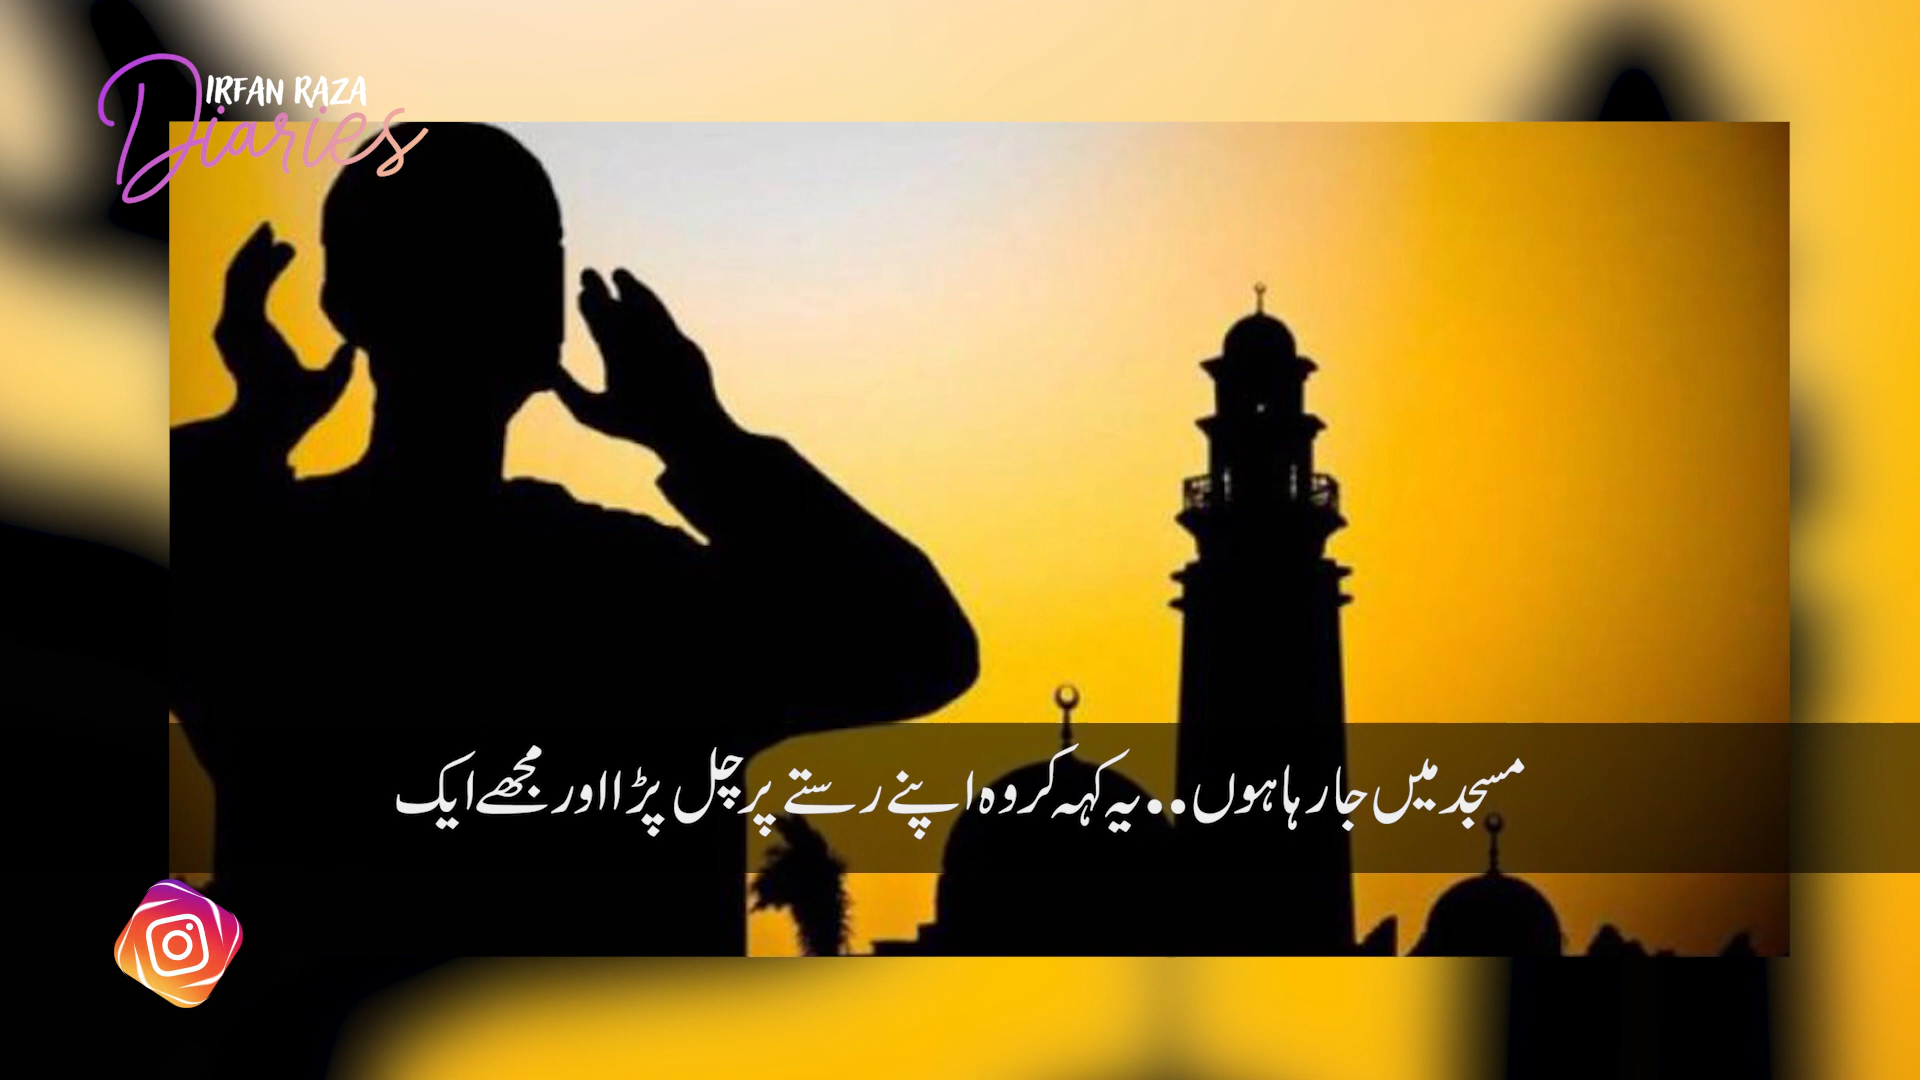 IRFAN RAZA
Diaries
مسجد میں جا رہا ہوں..یہ کہہ کر وہ اپنے رستے پر چل پڑا اور مجھے ایک